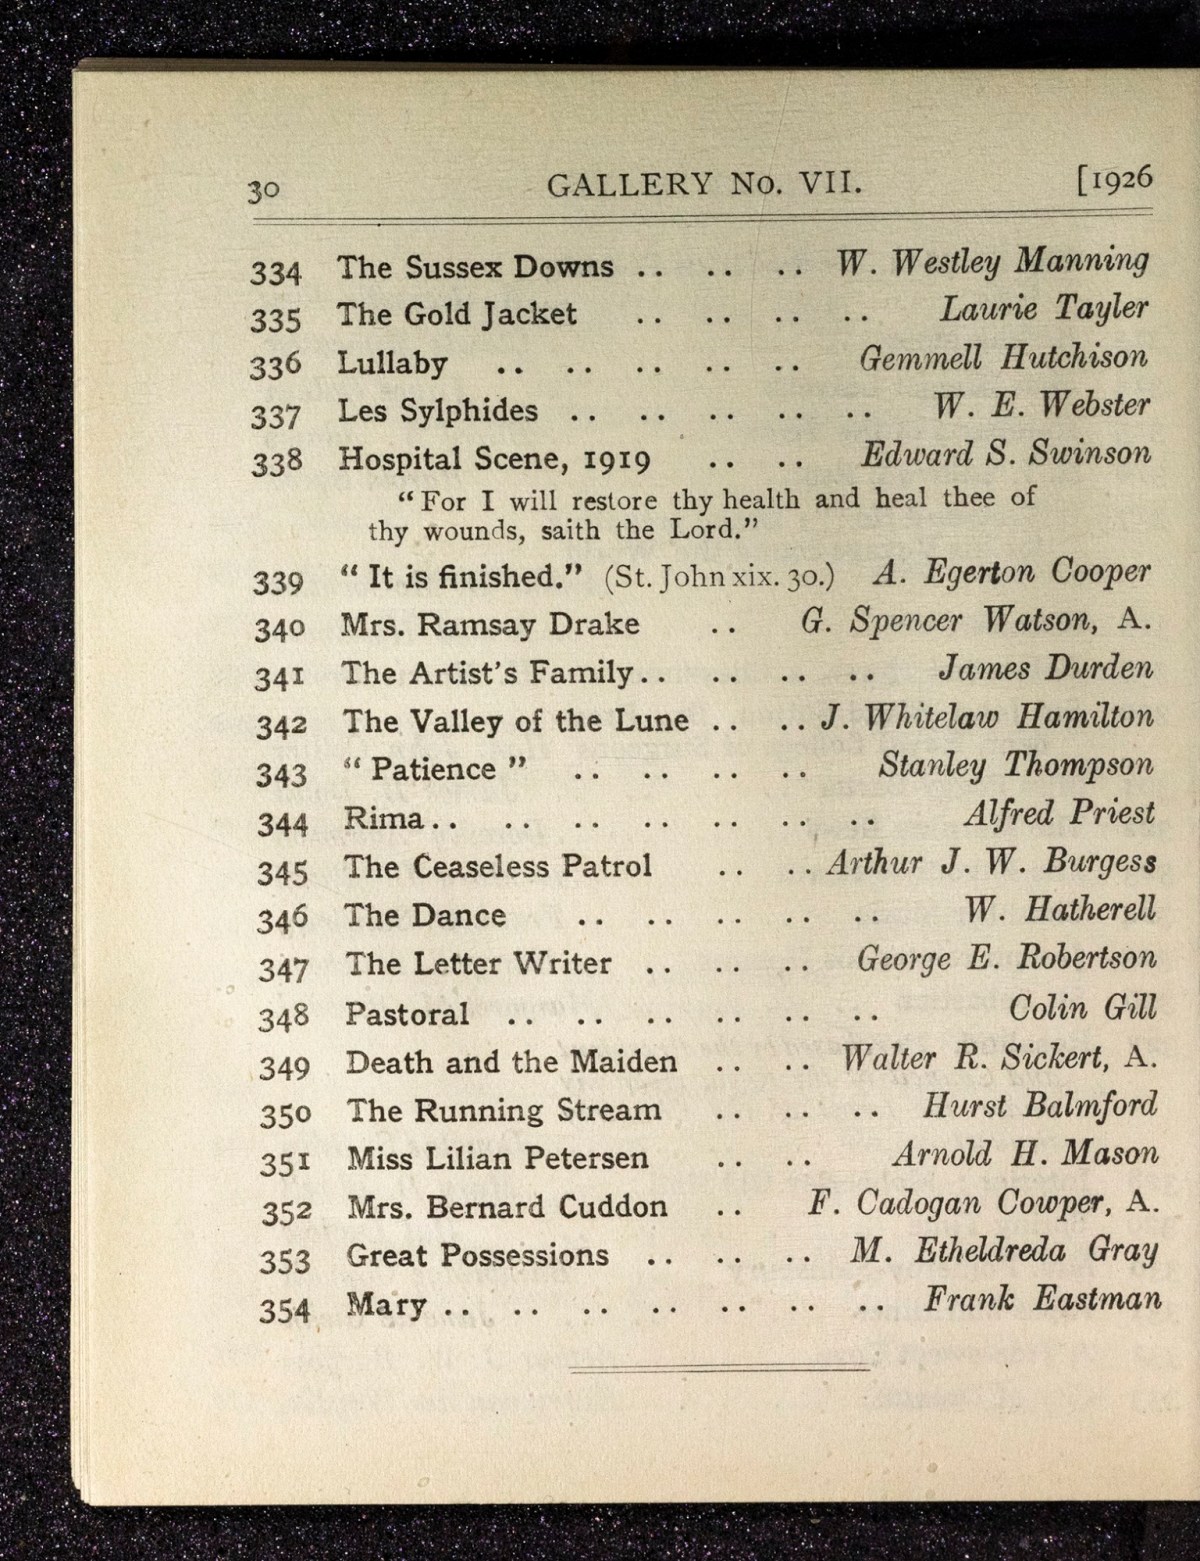 30 GALLERY No. VII. [1926
334 The Sussex Downs .. .. .. W. Westley Manning
335 The Gold Jacket .. .. .. .. Laurie Tayler
336 Lullaby .. .. .. .. .. Gemmell Hutchison
337 Les Sylphides .. .. .. .. .. W. E. Webster
338 Hospital Scene, 1919 .. .. Edward S. Swinson
“For I will restore thy health and heal thee of
thy wounds, saith the Lord.”
339 “It is finished.” (St. John xix. 30.) A. Egerton Cooper
340 Mrs. Ramsay Drake .. G. Spencer Watson, A.
341 The Artist’s Family.. .. .. .. James Durden
342 The Valley of the Lune .. .. J. Whitelaw Hamilton
343 “Patience” .. .. .. .. Stanley Thompson
344 Rima.. .. .. .. .. .. .. Alfred Priest
345 The Ceaseless Patrol .. .. Arthur J. W. Burgess
346 The Dance .. .. .. .. .. W. Hatherell
347 The Letter Writer .. .. .. George E. Robertson
348 Pastoral .. .. .. .. .. .. Colin Gill
349 Death and the Maiden .. .. Walter R. Sickert, A.
350 The Running Stream .. .. .. Hurst Balmford
351 Miss Lilian Petersen .. .. Arnold H. Mason
352 Mrs. Bernard Cuddon .. F. Cadogan Cowper, A.
353 Great Possessions .. .. .. M. Etheldreda Gray
354 Mary .. .. .. .. .. .. .. Frank Eastman